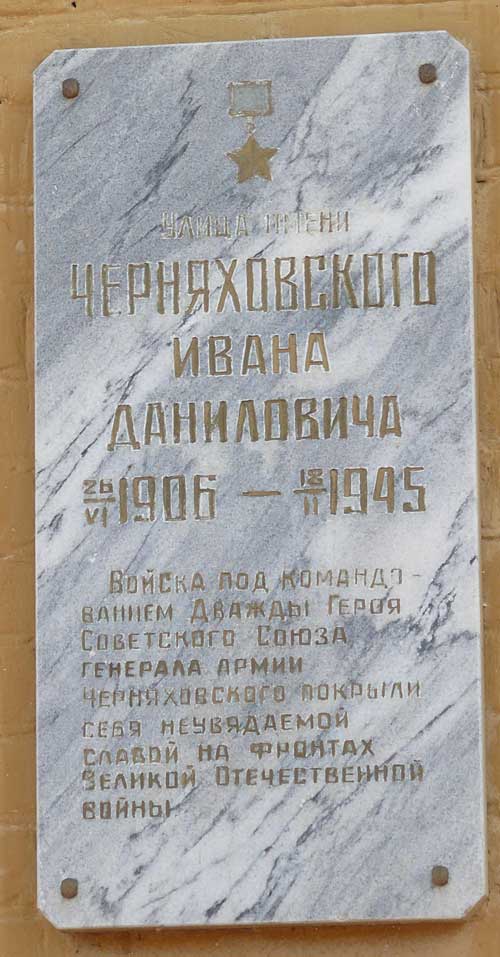 УЛИЦА ИМЕНИ
ЧЕРНЯХОВСКОГО
ИВАНА
ДАНИЛОВИЧА
26/VI 1906 — 18/II 1945
ВОЙСКА ПОД КОМАНДО-
ВАНИЕМ ДВАЖДЫ ГЕРОЯ
СОВЕТСКОГО СОЮЗА,
ГЕНЕРАЛА АРМИИ
ЧЕРНЯХОВСКОГО ПОКРЫЛИ
СЕБЯ НЕУВЯДАЕМОЙ
СЛАВОЙ НА ФРОНТАХ
ВЕЛИКОЙ ОТЕЧЕСТВЕННОЙ
ВОЙНЫ